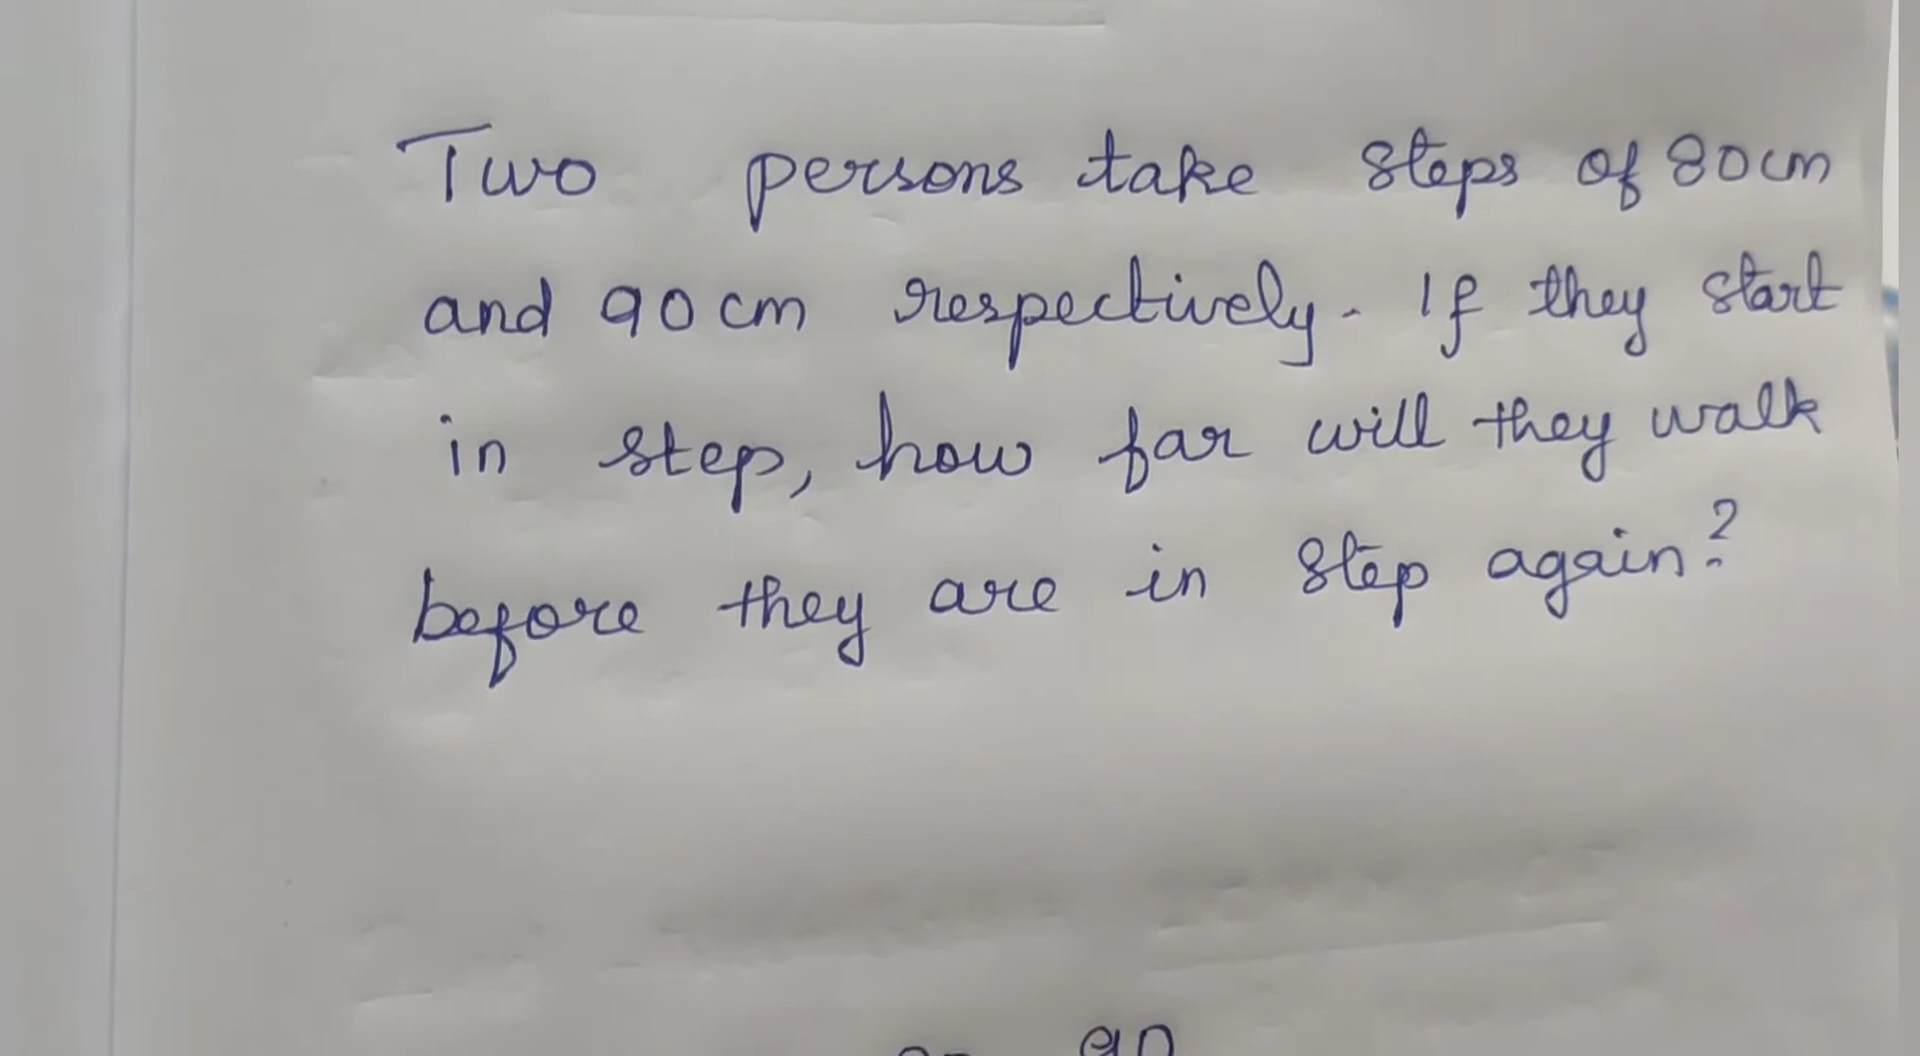 Two persons take steps of 80cm
and 90cm respectively. If they start
in step, how far will they walk
before they are in step again?
90